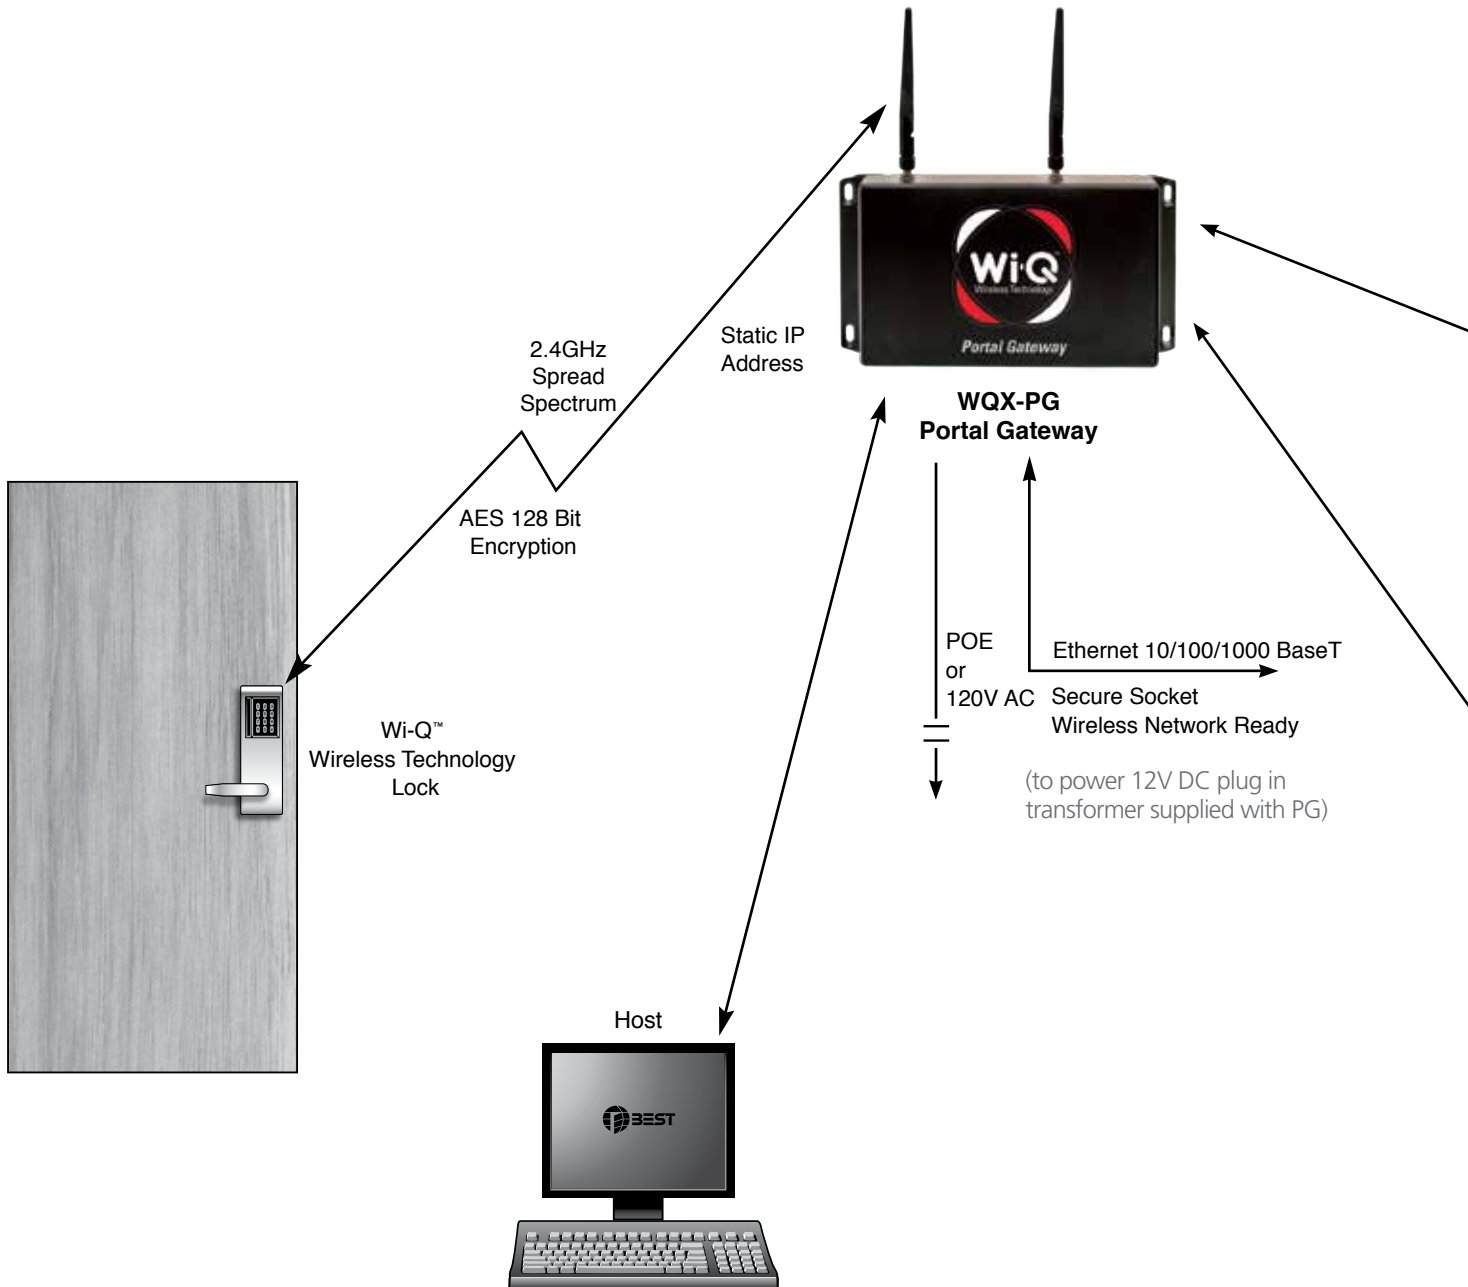 Wi-Q
Wireless Technology
Portal Gateway
WQX-PG
Portal Gateway
Static IP
Address
2.4GHz
Spread
Spectrum
AES 128 Bit
Encryption
POE
or
120V AC
Ethernet 10/100/1000 BaseT
Secure Socket
Wireless Network Ready
(to power 12V DC plug in
transformer supplied with PG)
Wi-Q™
Wireless Technology
Lock
Host
BEST